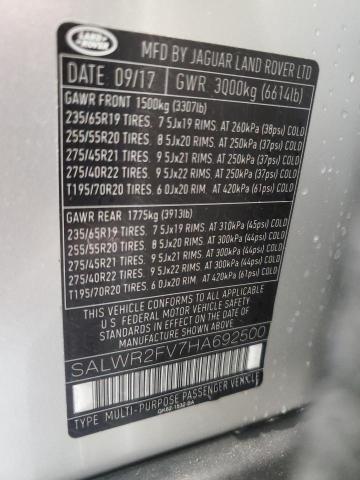 LAND-
ROVER
MFD BY JAGUAR LAND ROVER LTD
DATE 09/17 GWR 3000kg (6614lb)
GAWR FRONT 1500kg (3307lb)
235/65R19 TIRES. 7 5Jx19 RIMS. AT 260kPA (38psi) COLD
255/55R20 TIRES. 8 5Jx20 RIMS. AT 250kPA (37psi) COLD
275/45R21 TIRES. 9 5Jx21 RIMS. AT 250kPA (37psi) COLD
275/40R22 TIRES. 9 5Jx22 RIMS. AT 250kPA (37psi) COLD
T195/70R20 TIRES. 6 0Jx20 RIM. AT 420kPA (61psi) COLD
GAWR REAR 1775kg (3913lb)
235/65R19 TIRES. 7 5Jx19 RIMS. AT 310kPA (45psi) COLD
255/55R20 TIRES. 8 5Jx20 RIMS. AT 300kPA (44psi) COLD
275/45R21 TIRES. 9 5Jx21 RIMS. AT 300kPA (44psi) COLD
275/40R22 TIRES. 9 5Jx22 RIMS. AT 300kPA (44psi) COLD
T195/70R20 TIRES. 6 0Jx20 RIM. AT 420kPA (61psi) COLD
THIS VEHICLE CONFORMS TO ALL APPLICABLE
U.S. FEDERAL MOTOR VEHICLE SAFETY
STANDARDS IN EFFECT ON THE DATE OF
MANUFACTURE SHOWN ABOVE
SALWR2FV7HA692500
TYPE MULTI-PURPOSE PASSENGER VEHICLE